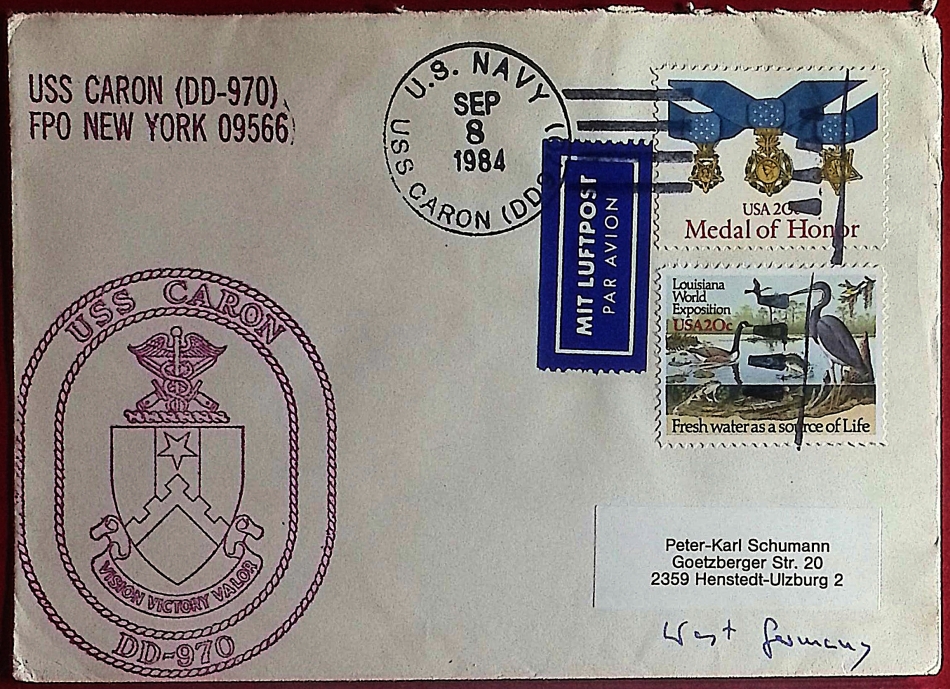 USS CARON (DD-970)
FPO NEW YORK 09566
U.S. NAVY
SEP
8
1984
USS CARON (DD97
MIT LUFTPOST
PAR AVION
USA 20c
Medal of Honor
Louisiana
World
Exposition
USA 20c
Fresh water as a source of Life
USS CARON
VISION VICTORY VALOR
DD-970
Peter-Karl Schumann
Goetzberger Str. 20
2359 Henstedt-Ulzburg 2
West Germany